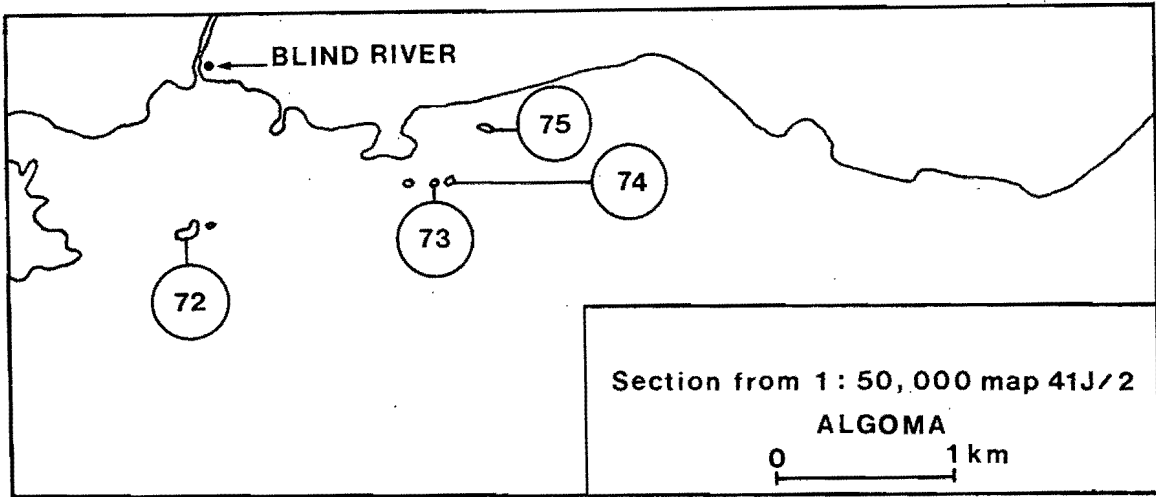 BLIND RIVER
75
74
73
72
Section from 1 : 50,000 map 41J/2
ALGOMA
0 1 km